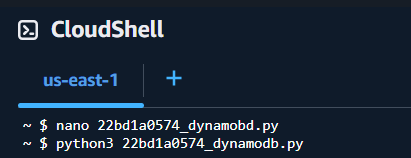 CloudShell
us-east-1 +
~ $ nano 22bd1a0574_dynamobd.py
~ $ python3 22bd1a0574_dynamodb.py